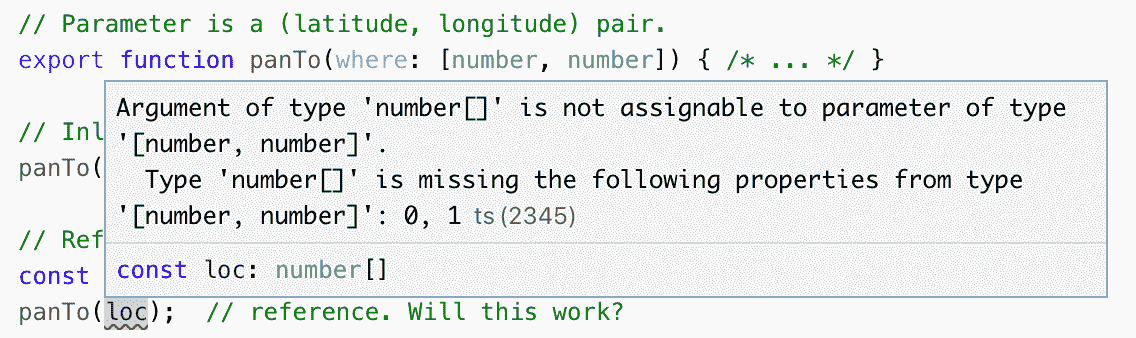 // Parameter is a (latitude, longitude) pair.
export function panTo(where: [number, number]) { /* ... */ }
Argument of type 'number[]' is not assignable to parameter of type
'[number, number]'.
Type 'number[]' is missing the following properties from type
'[number, number]': 0, 1 ts(2345)
const loc: number[]
// Inl
panTo(
// Ref
const
panTo(loc); // reference. Will this work?